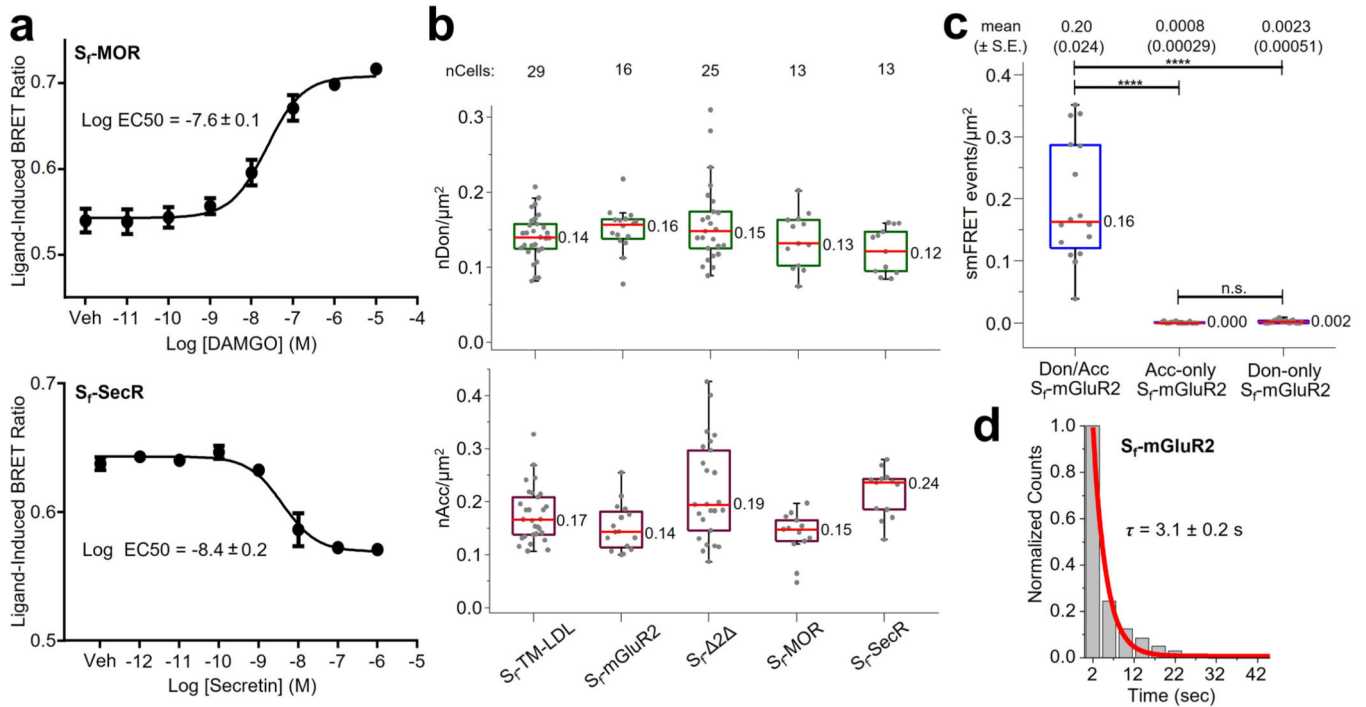 a
Sf-MOR
Ligand-Induced BRET Ratio
0.7
0.6
0.5
Log EC50 = -7.6 ± 0.1
Veh -11 -10 -9 -8 -7 -6 -5 -4
Log [DAMGO] (M)
Sf-SecR
Ligand-Induced BRET Ratio
0.7
0.6
0.5
Log EC50 = -8.4 ± 0.2
Veh -12 -11 -10 -9 -8 -7 -6
Log [Secretin] (M)
b
nCells: 29 16 25 13 13
nDon/µm²
0.3
0.2
0.1
0.0
0.14 0.16 0.15 0.13 0.12
nAcc/µm²
0.4
0.3
0.2
0.1
0.0
0.17 0.14 0.19 0.15 0.24
Sf-TM-LDL Sf-mGluR2 Sf-Δ2Δ Sf-MOR Sf-SecR
c
mean 0.20 0.0008 0.0023
(± S.E.) (0.024) (0.00029) (0.00051)
****
****
n.s.
smFRET events/µm²
0.4
0.3
0.2
0.1
0.0
0.16 0.000 0.002
Don/Acc Acc-only Don-only
Sf-mGluR2 Sf-mGluR2 Sf-mGluR2
d
Sf-mGluR2
τ = 3.1 ± 0.2 s
Normalized Counts
1.0
0.8
0.6
0.4
0.2
0.0
2 12 22 32 42
Time (sec)